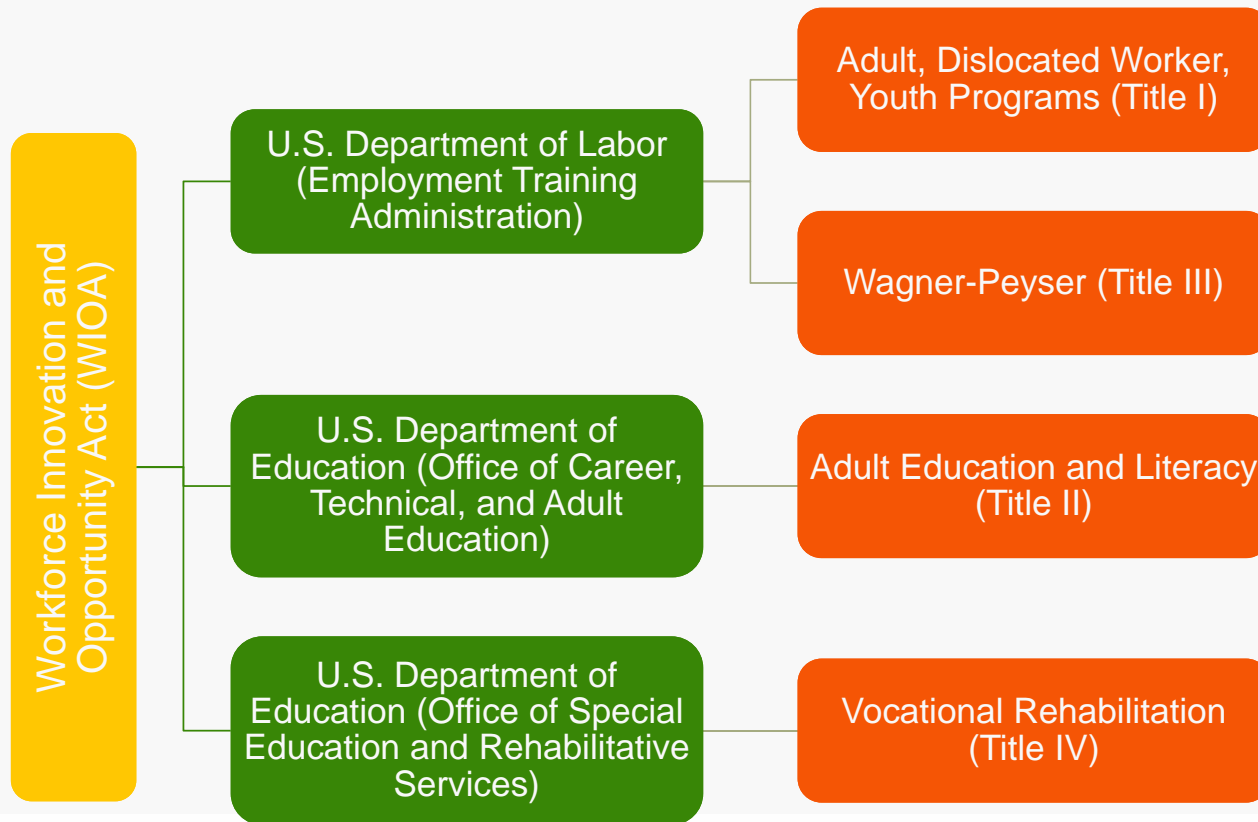 Workforce Innovation and
Opportunity Act (WIOA)
U.S. Department of Labor
(Employment Training
Administration)
Adult, Dislocated Worker,
Youth Programs (Title I)
Wagner-Peyser (Title III)
U.S. Department of
Education (Office of Career,
Technical, and Adult
Education)
Adult Education and Literacy
(Title II)
U.S. Department of
Education (Office of Special
Education and Rehabilitative
Services)
Vocational Rehabilitation
(Title IV)